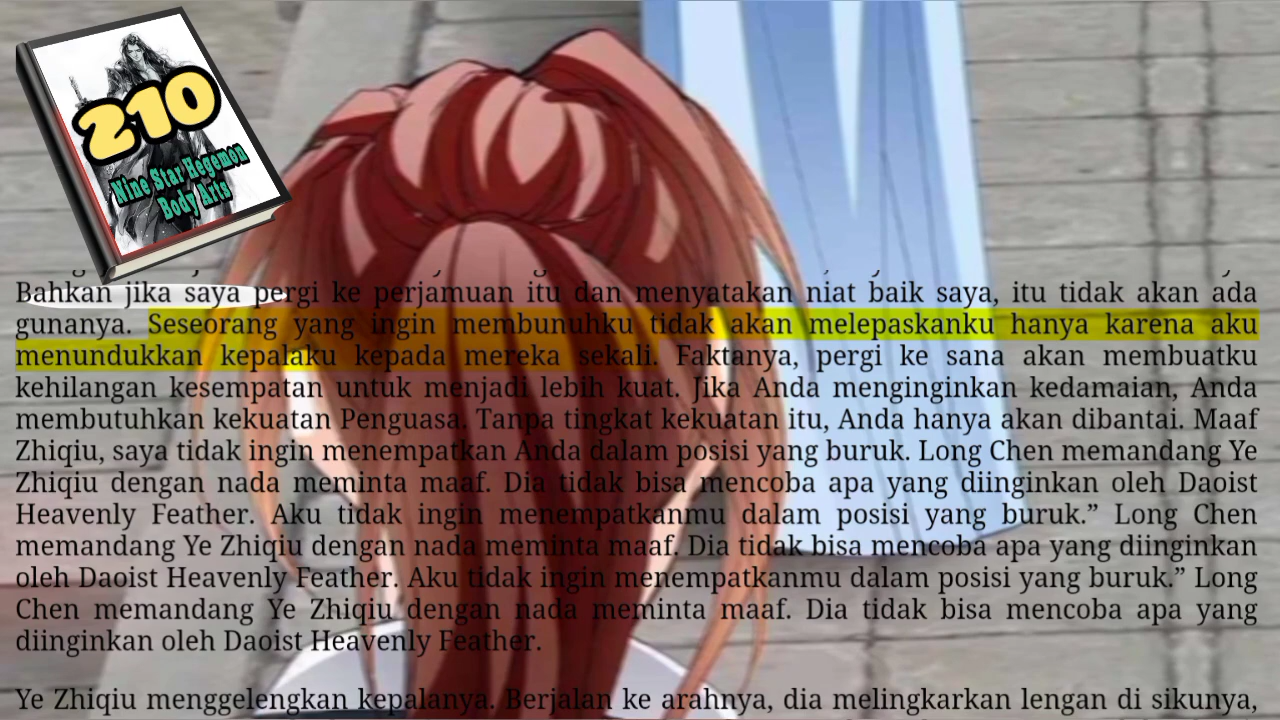 210
Nine Star Hegemon
Body Arts
Bahkan jika saya pergi ke perjamuan itu dan menyatakan niat baik saya, itu tidak akan ada
gunanya. Seseorang yang ingin membunuhku tidak akan melepaskanku hanya karena aku
menundukkan kepalaku kepada mereka sekali. Faktanya, pergi ke sana akan membuatku
kehilangan kesempatan untuk menjadi lebih kuat. Jika Anda menginginkan kedamaian, Anda
membutuhkan kekuatan Penguasa. Tanpa tingkat kekuatan itu, Anda hanya akan dibantai. Maaf
Zhiqiu, saya tidak ingin menempatkan Anda dalam posisi yang buruk. Long Chen memandang Ye
Zhiqiu dengan nada meminta maaf. Dia tidak bisa mencoba apa yang diinginkan oleh Daoist
Heavenly Feather. Aku tidak ingin menempatkanmu dalam posisi yang buruk.” Long Chen
memandang Ye Zhiqiu dengan nada meminta maaf. Dia tidak bisa mencoba apa yang diinginkan
oleh Daoist Heavenly Feather. Aku tidak ingin menempatkanmu dalam posisi yang buruk.” Long
Chen memandang Ye Zhiqiu dengan nada meminta maaf. Dia tidak bisa mencoba apa yang
diinginkan oleh Daoist Heavenly Feather.
Ye Zhiqiu menggelengkan kepalanya. Berjalan ke arahnya, dia melingkarkan lengan di sikunya,